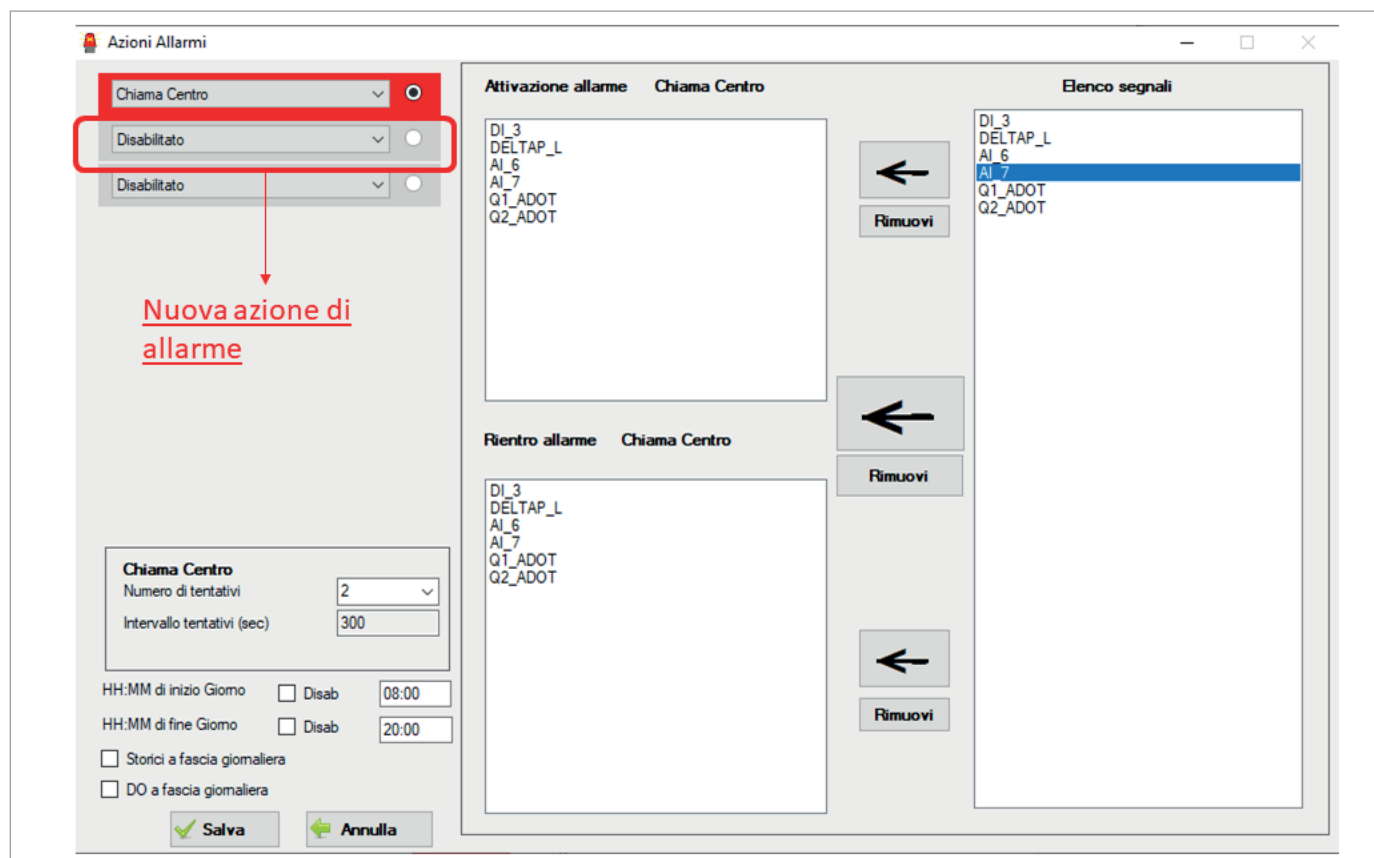 Azioni Allarmi
Chiama Centro
Disabilitato
Disabilitato
Nuova azione di
allarme
Chiama Centro
Numero di tentativi 2
Intervallo tentativi (sec) 300
HH:MM di inizio Giorno Disab 08:00
HH:MM di fine Giorno Disab 20:00
Storici a fascia giornaliera
DO a fascia giornaliera
Salva Annulla
Attivazione allarme Chiama Centro
DI_3
DELTAP_L
AI_6
AI_7
Q1_ADOT
Q2_ADOT
Rientro allarme Chiama Centro
DI_3
DELTAP_L
AI_6
AI_7
Q1_ADOT
Q2_ADOT
Rimuovi
Rimuovi
Rimuovi
Elenco segnali
DI_3
DELTAP_L
AI_6
AI_7
Q1_ADOT
Q2_ADOT